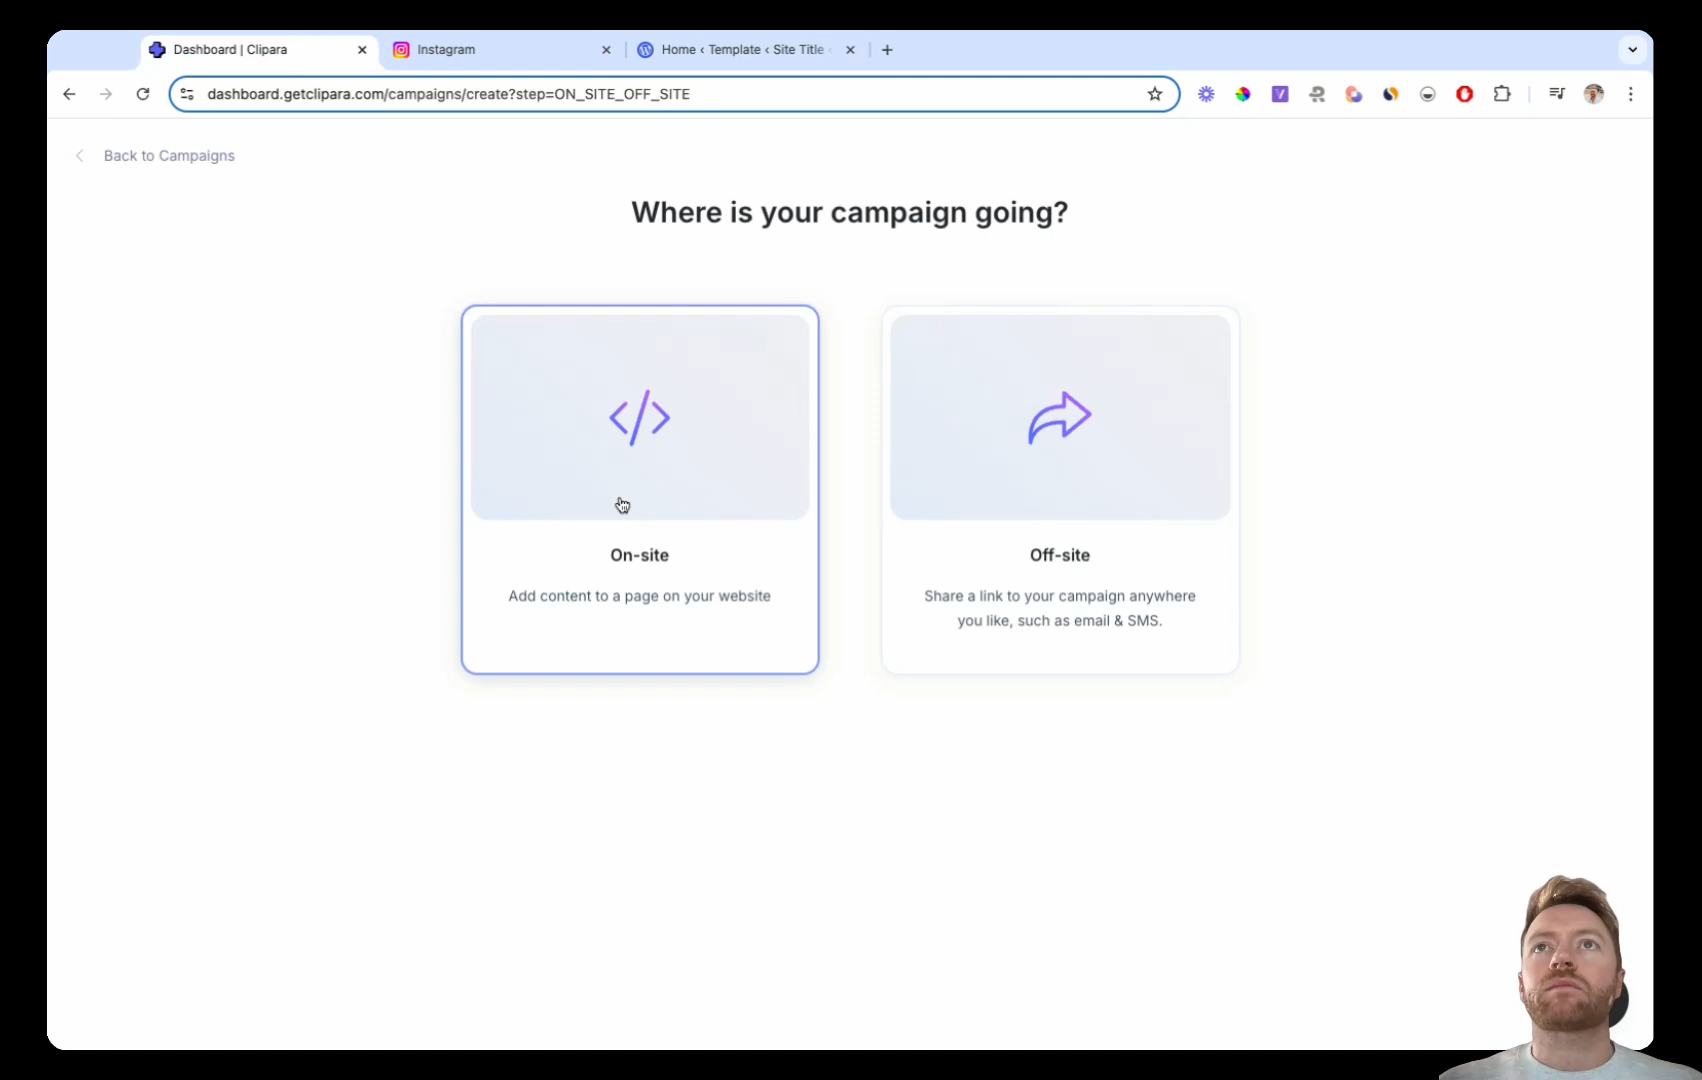 Dashboard | Clipara
Instagram
Home ‹ Template ‹ Site Title ‹
dashboard.getclipara.com/campaigns/create?step=ON_SITE_OFF_SITE
Back to Campaigns
Where is your campaign going?
On-site
Add content to a page on your website
Off-site
Share a link to your campaign anywhere
you like, such as email & SMS.